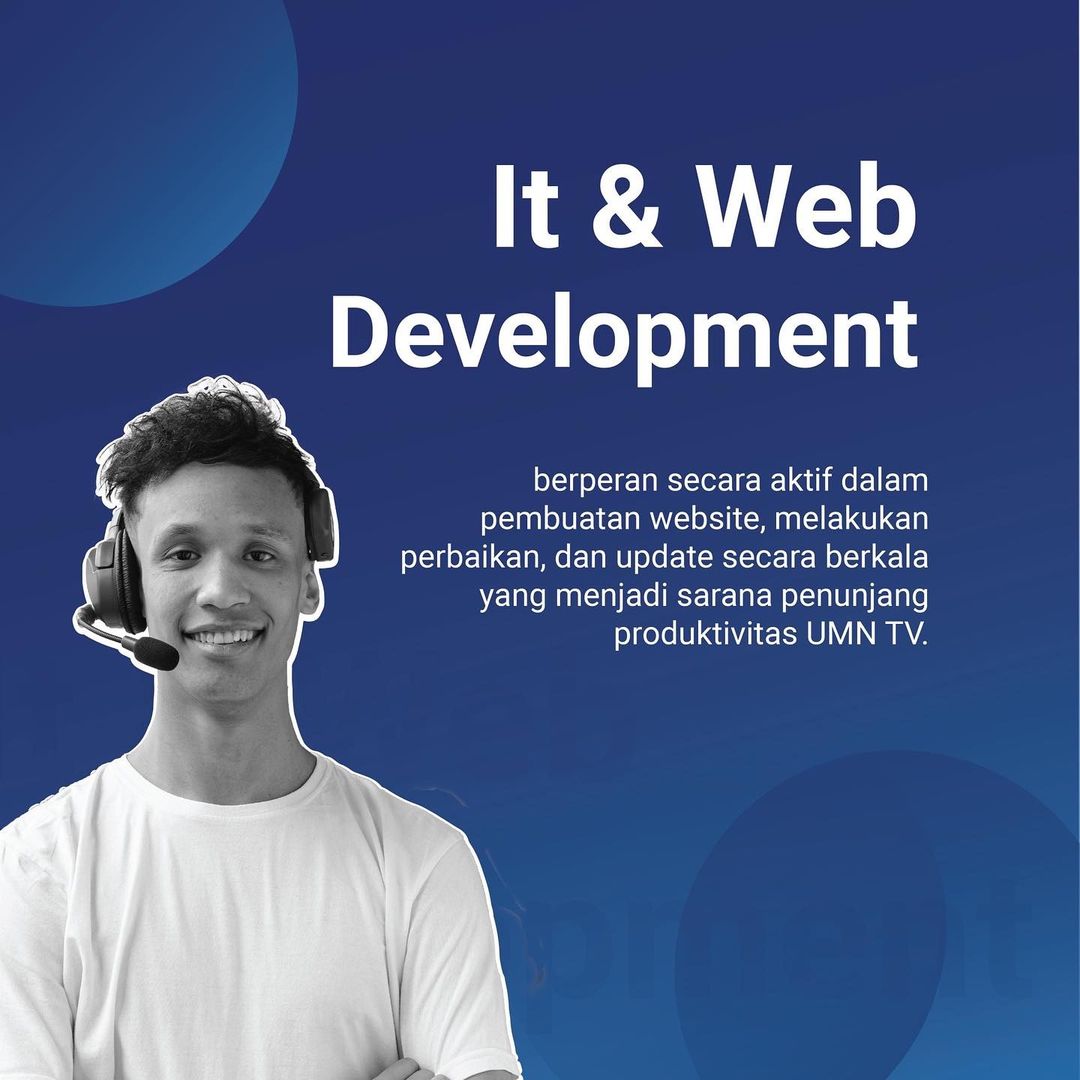 It & Web
Development
berperan secara aktif dalam
pembuatan website, melakukan
perbaikan, dan update secara berkala
yang menjadi sarana penunjang
produktivitas UMN TV.